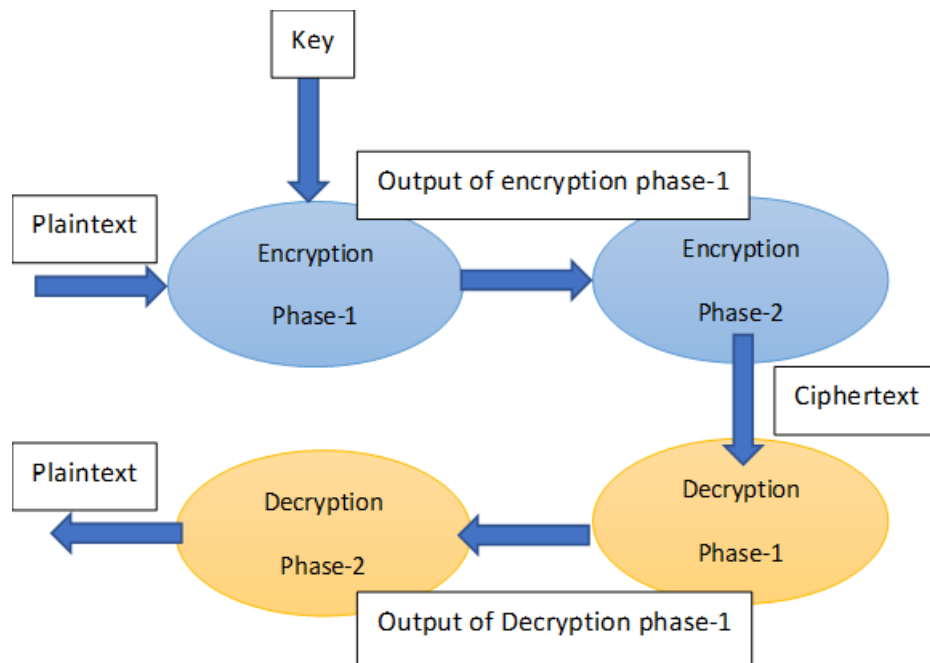 Key
Output of encryption phase-1
Plaintext
Encryption
Phase-1
Encryption
Phase-2
Ciphertext
Plaintext
Decryption
Phase-2
Decryption
Phase-1
Output of Decryption phase-1